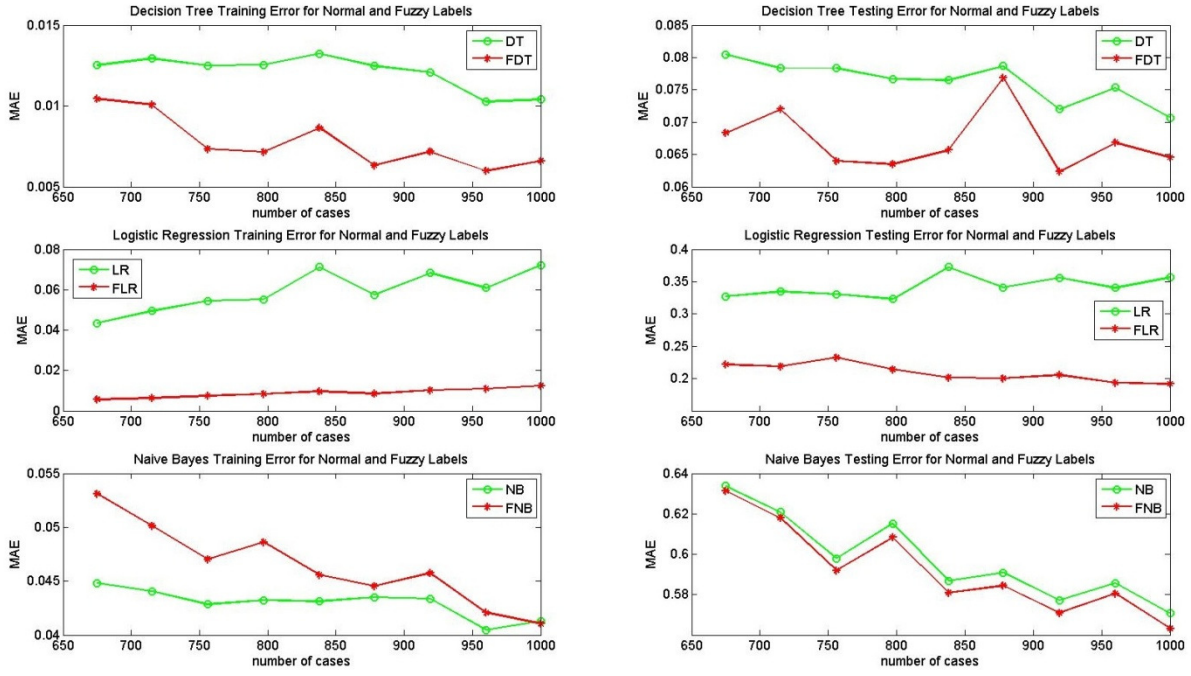 Decision Tree Training Error for Normal and Fuzzy Labels
0.015
0.01
0.005
MAE
DT
FDT
650 700 750 800 850 900 950 1000
number of cases
Decision Tree Testing Error for Normal and Fuzzy Labels
0.085
0.08
0.075
0.07
0.065
0.06
MAE
DT
FDT
650 700 750 800 850 900 950 1000
number of cases
Logistic Regression Training Error for Normal and Fuzzy Labels
0.08
0.06
0.04
0.02
0
MAE
LR
FLR
650 700 750 800 850 900 950 1000
number of cases
Logistic Regression Testing Error for Normal and Fuzzy Labels
0.4
0.35
0.3
0.25
0.2
MAE
LR
FLR
650 700 750 800 850 900 950 1000
number of cases
Naive Bayes Training Error for Normal and Fuzzy Labels
0.055
0.05
0.045
0.04
MAE
NB
FNB
650 700 750 800 850 900 950 1000
number of cases
Naive Bayes Testing Error for Normal and Fuzzy Labels
0.64
0.62
0.6
0.58
MAE
NB
FNB
650 700 750 800 850 900 950 1000
number of cases